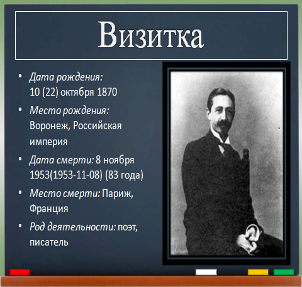 Визитка
• Дата рождения:
10 (22) октября 1870
• Место рождения:
Воронеж, Российская
империя
• Дата смерти: 8 ноября
1953(1953-11-08) (83 года)
• Место смерти: Париж,
Франция
• Род деятельности: поэт,
писатель